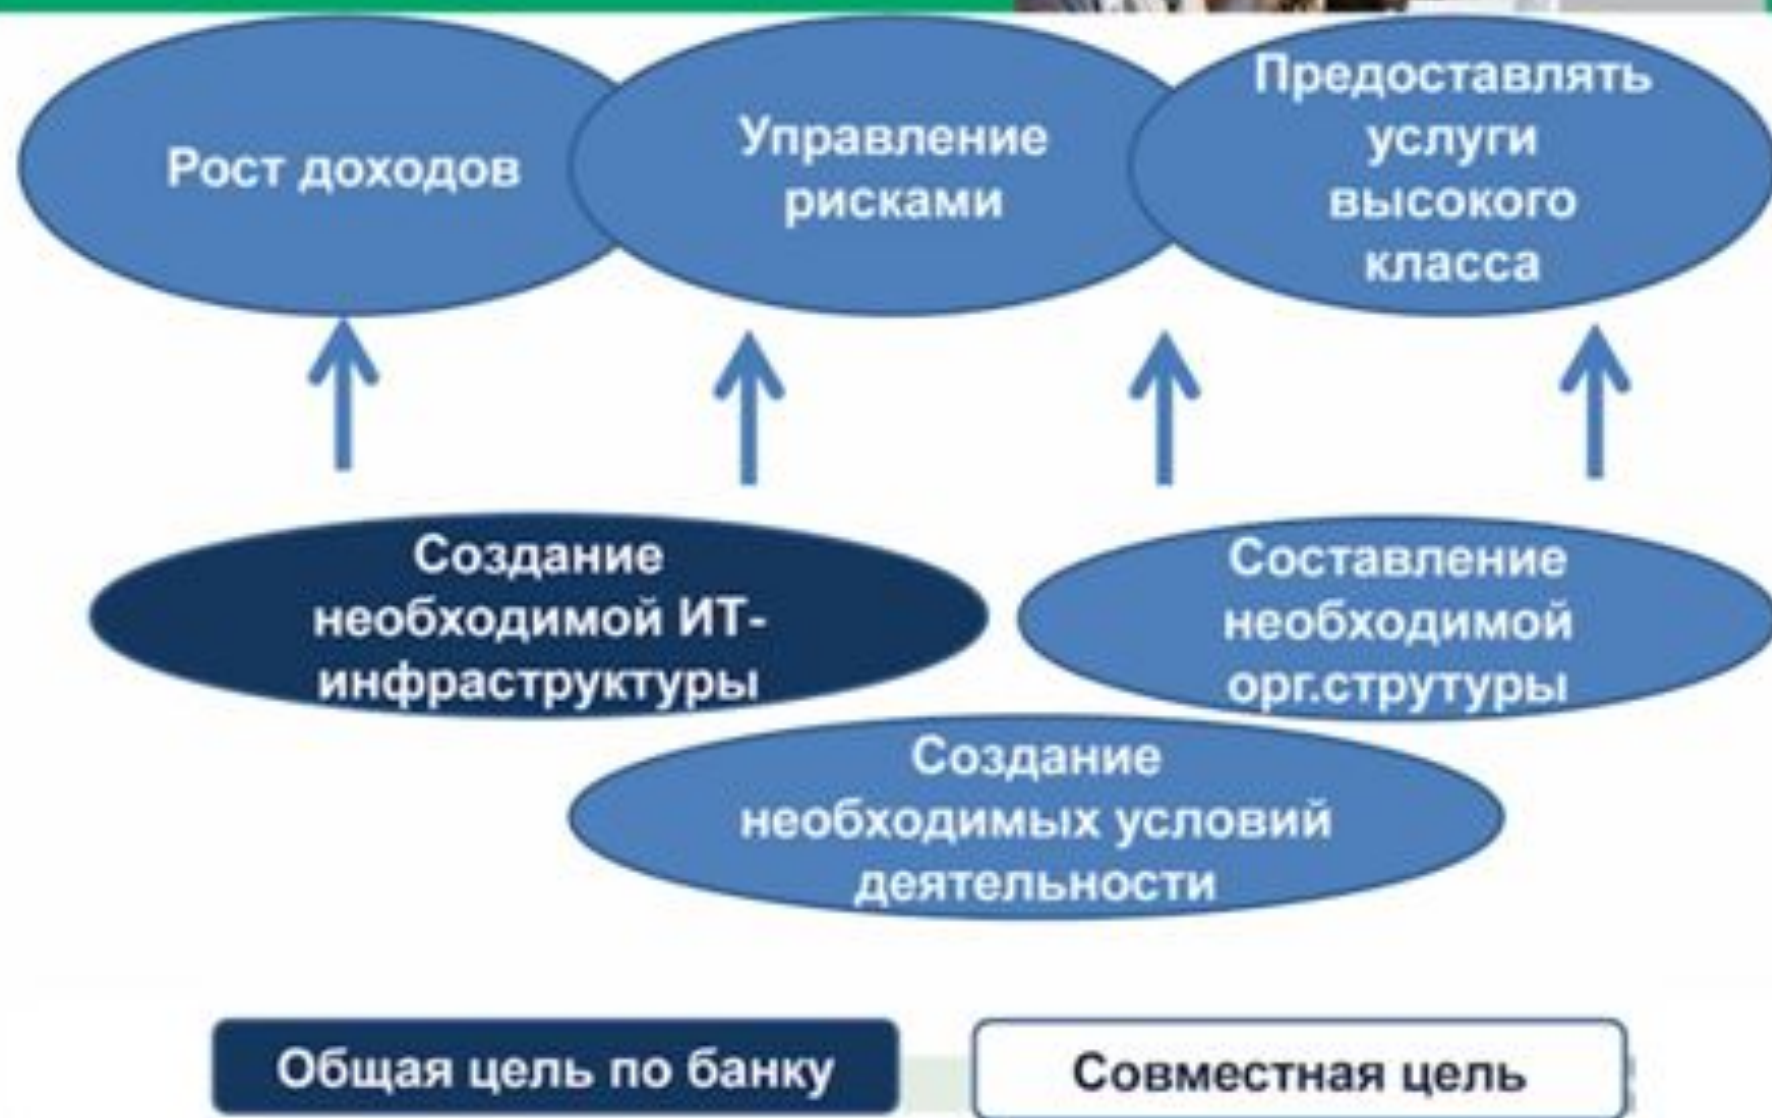 Рост доходов
Управление
рисками
Предоставлять
услуги
высокого
класса
Создание
необходимой ИТ-
инфраструктуры
Составление
необходимой
орг.струтуры
Создание
необходимых условий
деятельности
Общая цель по банку
Совместная цель